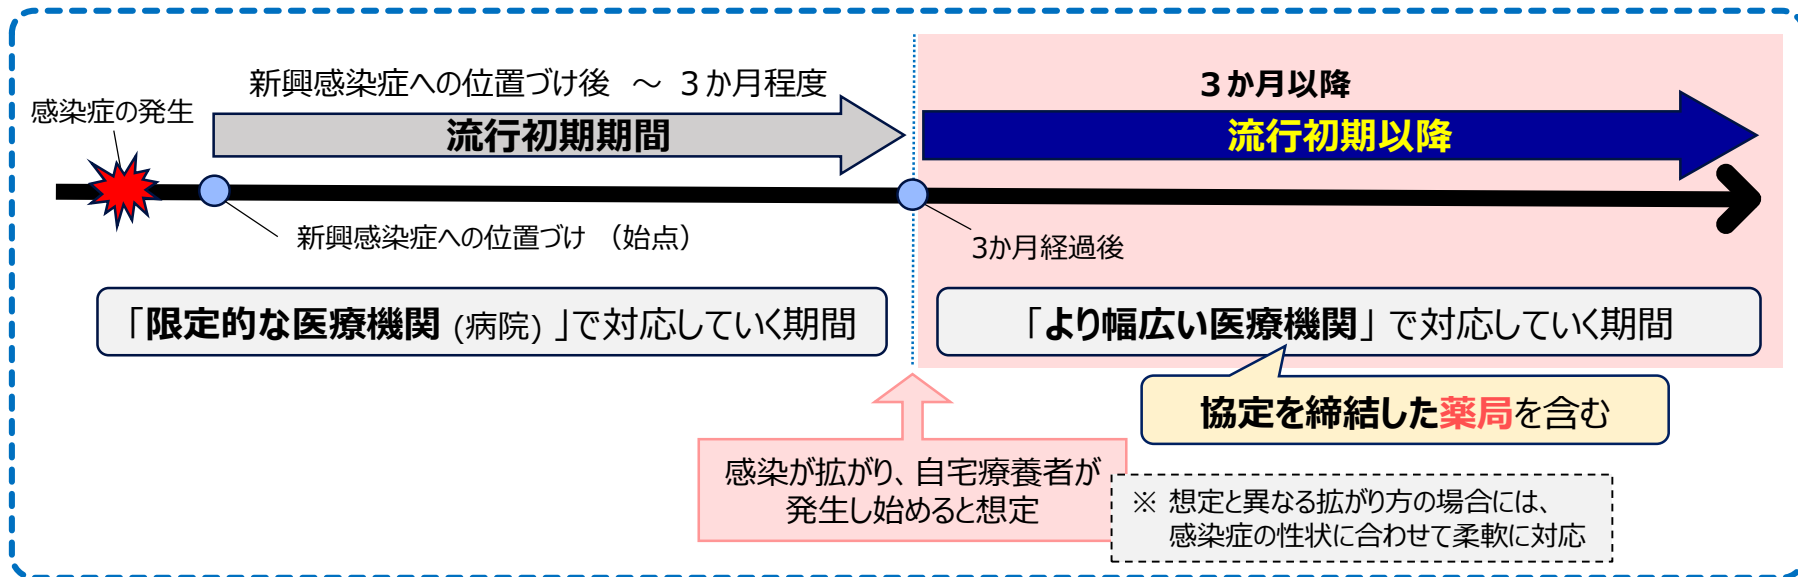 新興感染症への位置づけ後 ～ 3か月程度
3か月以降
感染症の発生
流行初期期間
流行初期以降
新興感染症への位置づけ （始点）
3か月経過後
「限定的な医療機関 (病院) 」で対応していく期間
「より幅広い医療機関」 で対応していく期間
協定を締結した薬局を含む
感染が拡がり、自宅療養者が
発生し始めると想定
※ 想定と異なる拡がり方の場合には、
感染症の性状に合わせて柔軟に対応